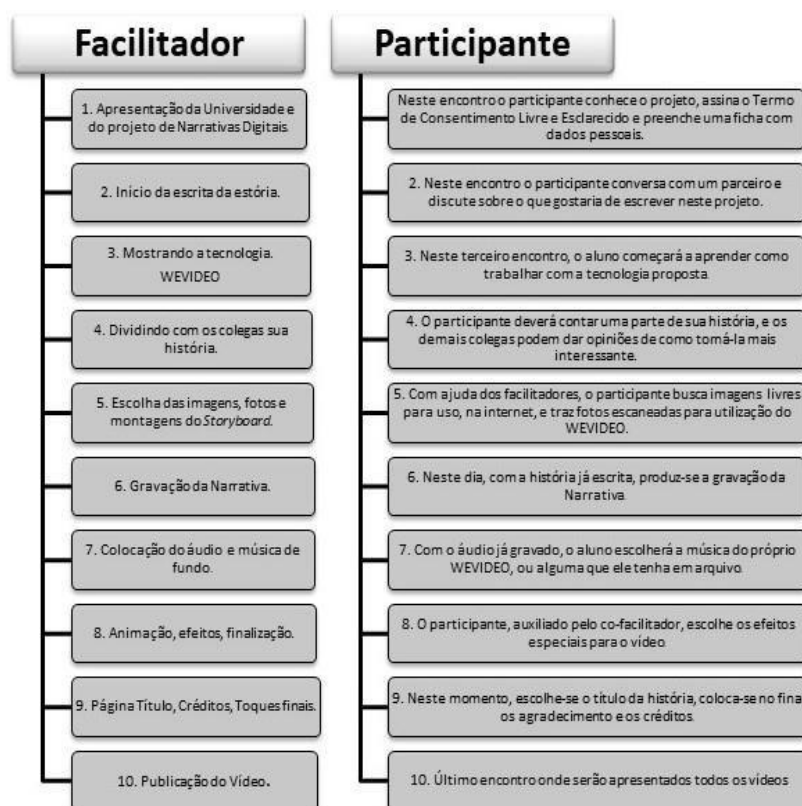 Facilitador
1. Apresentação da Universidade e
do projeto de Narrativas Digitais.
2. Início da escrita da estória.
3. Mostrando a tecnologia.
WEVIDEO
4. Dividindo com os colegas sua
história.
5. Escolha das imagens, fotos e
montagens do Storyboard.
6. Gravação da Narrativa.
7. Colocação do áudio e música de
fundo.
8. Animação, efeitos, finalização.
9. Página Título, Créditos, Toques finais.
10. Publicação do Vídeo.
Participante
Neste encontro o participante conhece o projeto, assina o Termo
de Consentimento Livre e Esclarecido e preenche uma ficha com
dados pessoais.
2. Neste encontro o participante conversa com um parceiro e
discute sobre o que gostaria de escrever neste projeto.
3. Neste terceiro encontro, o aluno começará a aprender como
trabalhar com a tecnologia proposta.
4. O participante deverá contar uma parte de sua história, e os
demais colegas podem dar opiniões de como torná-la mais
interessante.
5. Com ajuda dos facilitadores, o participante busca imagens livres
para uso, na internet, e traz fotos escaneadas para utilização do
WEVIDEO.
6. Neste dia, com a história já escrita, produz-se a gravação da
Narrativa.
7. Com o áudio já gravado, o aluno escolherá a música do próprio
WEVIDEO, ou alguma que ele tenha em arquivo.
8. O participante, auxiliado pelo co-facilitador, escolhe os efeitos
especiais para o vídeo.
9. Neste momento, escolhe-se o título da história, coloca-se no fina
os agradecimento e os créditos.
10. Último encontro onde serão apresentados todos os vídeos